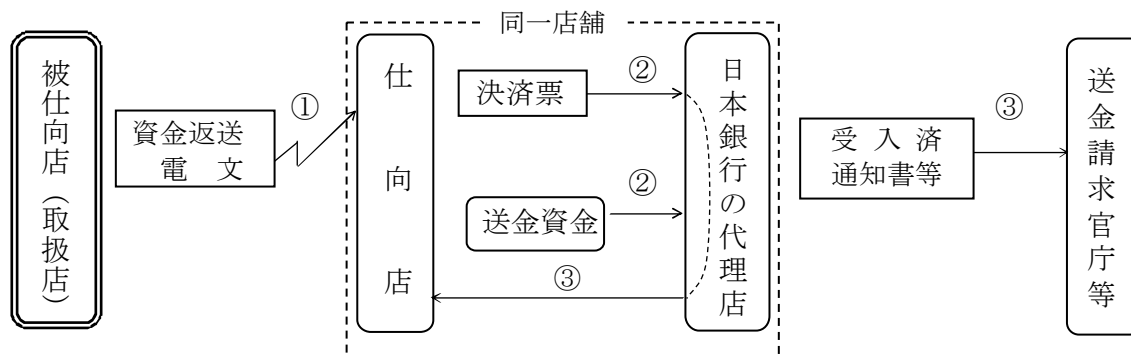 同一店舗
被仕向店（取扱店）
①
資金返送
電文
仕向店
決済票
②
送金資金
②
③
日本銀行の代理店
受入済
通知書等
③
送金請求官庁等